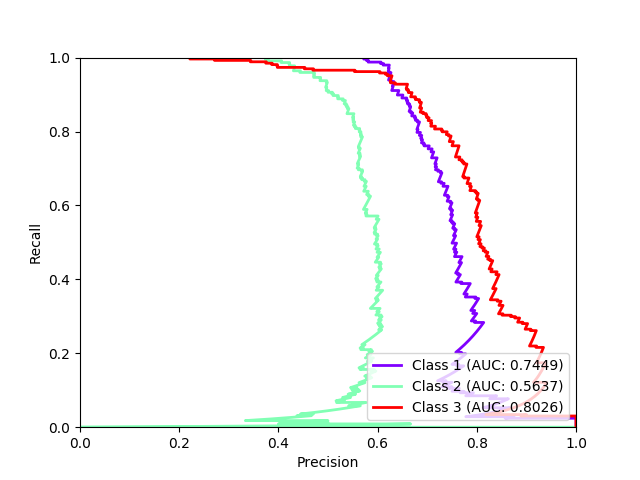 1.0
0.8
0.6
0.4
0.2
0.0
Recall
Class 1 (AUC: 0.7449)
Class 2 (AUC: 0.5637)
Class 3 (AUC: 0.8026)
0.0 0.2 0.4 0.6 0.8 1.0
Precision